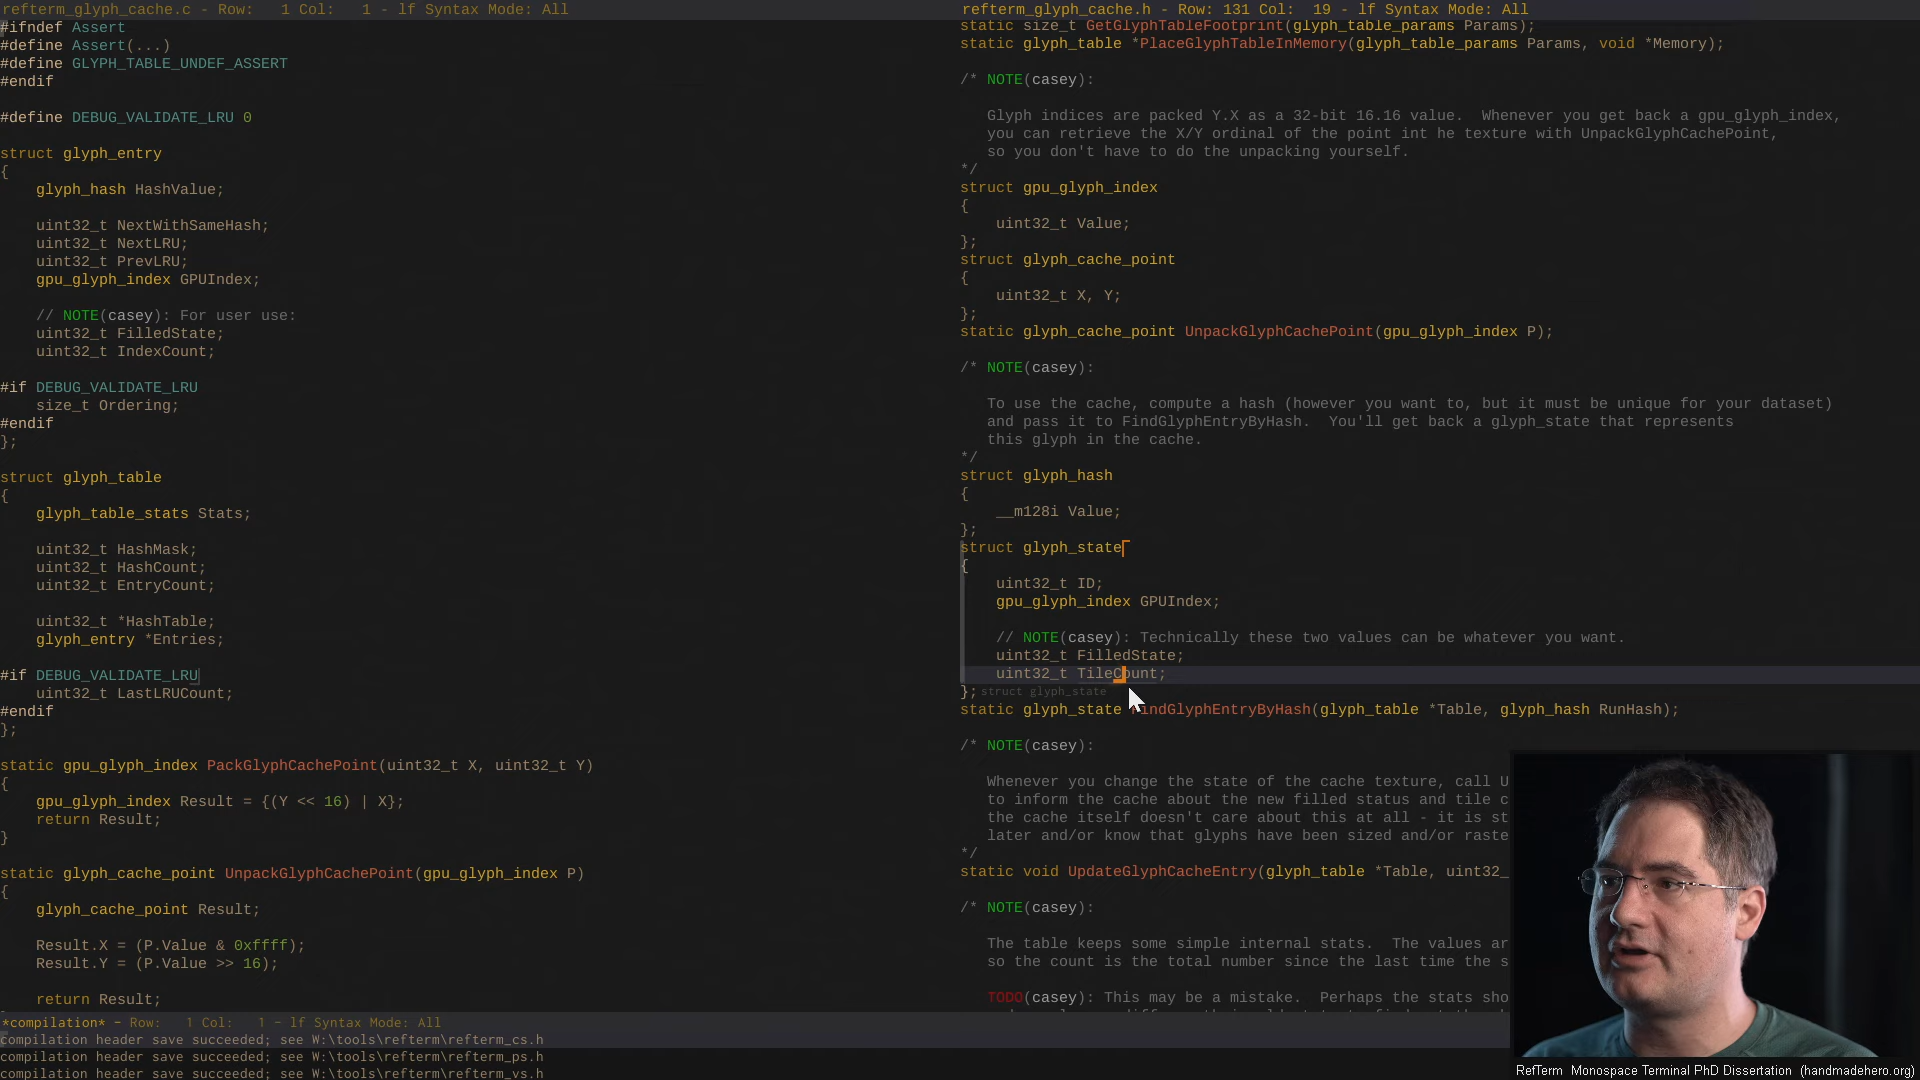 refterm_glyph_cache.c - Row:   1 Col:   1 - lf Syntax Mode: All
#ifndef Assert
#define Assert(...)
#define GLYPH_TABLE_UNDEF_ASSERT
#endif
#define DEBUG_VALIDATE_LRU 0
struct glyph_entry
{
glyph_hash HashValue;
uint32_t NextWithSameHash;
uint32_t NextLRU;
uint32_t PrevLRU;
gpu_glyph_index GPUIndex;
// NOTE(casey): For user use:
uint32_t FilledState;
uint32_t IndexCount;
#if DEBUG_VALIDATE_LRU
size_t Ordering;
#endif
};
struct glyph_table
{
glyph_table_stats Stats;
uint32_t HashMask;
uint32_t HashCount;
uint32_t EntryCount;
uint32_t *HashTable;
glyph_entry *Entries;
#if DEBUG_VALIDATE_LRU
uint32_t LastLRUCount;
#endif
};
static gpu_glyph_index PackGlyphCachePoint(uint32_t X, uint32_t Y)
{
gpu_glyph_index Result = {(Y << 16) | X};
return Result;
}
static glyph_cache_point UnpackGlyphCachePoint(gpu_glyph_index P)
{
glyph_cache_point Result;
Result.X = (P.Value & 0xffff);
Result.Y = (P.Value >> 16);
return Result;
*compilation* - Row:   1 Col:   1 - lf Syntax Mode: All
compilation header save succeeded; see W:\tools\refterm\refterm_cs.h
compilation header save succeeded; see W:\tools\refterm\refterm_ps.h
compilation header save succeeded; see W:\tools\refterm\refterm_vs.h
refterm_glyph_cache.h - Row: 131 Col:  19 - lf Syntax Mode: All
static size_t GetGlyphTableFootprint(glyph_table_params Params);
static glyph_table *PlaceGlyphTableInMemory(glyph_table_params Params, void *Memory);
/* NOTE(casey):
Glyph indices are packed Y.X as a 32-bit 16.16 value.  Whenever you get back a gpu_glyph_index,
you can retrieve the X/Y ordinal of the point int he texture with UnpackGlyphCachePoint,
so you don't have to do the unpacking yourself.
*/
struct gpu_glyph_index
{
uint32_t Value;
};
struct glyph_cache_point
{
uint32_t X, Y;
};
static glyph_cache_point UnpackGlyphCachePoint(gpu_glyph_index P);
/* NOTE(casey):
To use the cache, compute a hash (however you want to, but it must be unique for your dataset)
and pass it to FindGlyphEntryByHash.  You'll get back a glyph_state that represents
this glyph in the cache.
*/
struct glyph_hash
{
__m128i Value;
};
struct glyph_state
{
uint32_t ID;
gpu_glyph_index GPUIndex;
// NOTE(casey): Technically these two values can be whatever you want.
uint32_t FilledState;
uint32_t TileCount;
}; struct glyph_state
static glyph_state FindGlyphEntryByHash(glyph_table *Table, glyph_hash RunHash);
/* NOTE(casey):
Whenever you change the state of the cache texture, call U
to inform the cache about the new filled status and tile c
the cache itself doesn't care about this at all - it is st
later and/or know that glyphs have been sized and/or raste
*/
static void UpdateGlyphCacheEntry(glyph_table *Table, uint32_
/* NOTE(casey):
The table keeps some simple internal stats.  The values ar
so the count is the total number since the last time the s
TODO(casey): This may be a mistake.  Perhaps the stats sho
RefTerm  Monospace Terminal PhD Dissertation  (handmadehero.org)